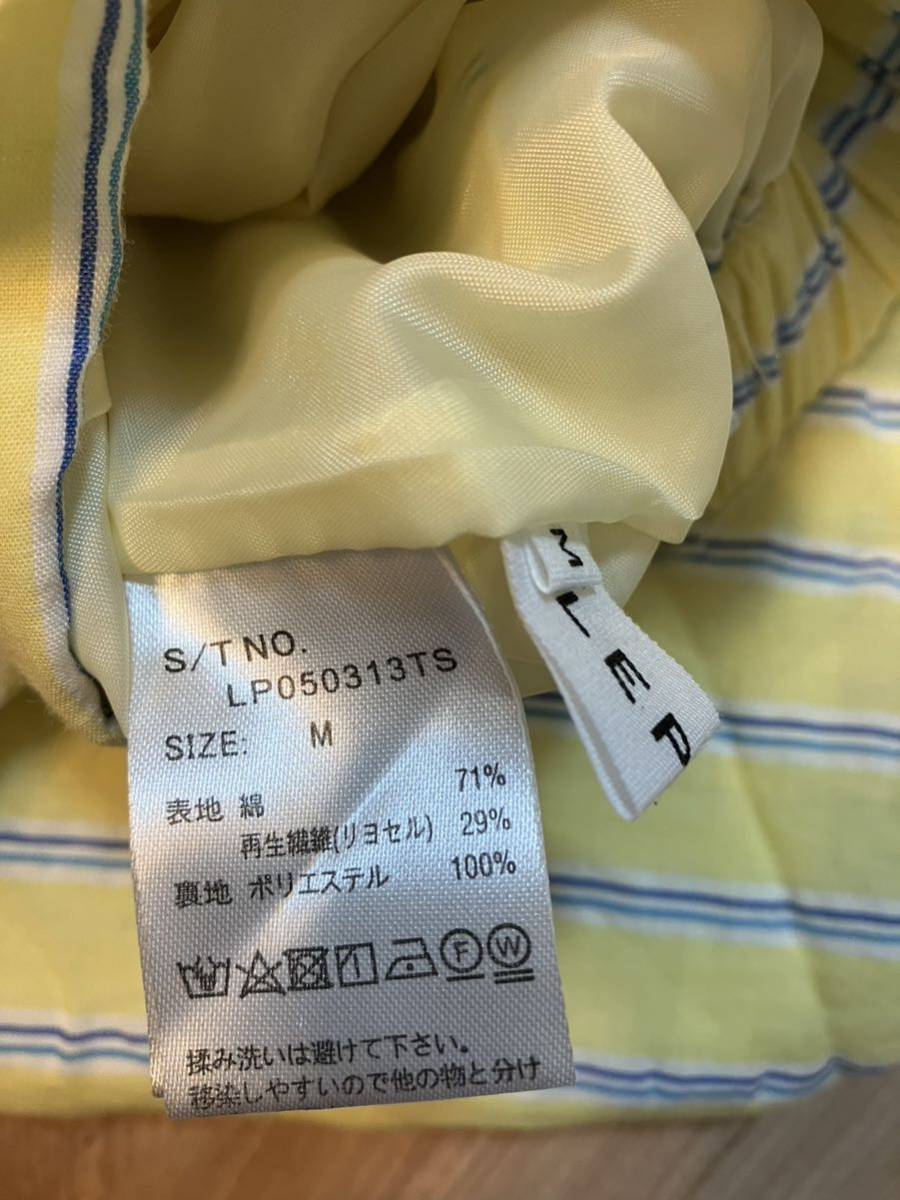 S/T NO.
LP050313TS
SIZE: M
表地 綿 71%
再生繊維(リヨセル) 29%
裏地 ポリエステル 100%
F W
揉み洗いは避けて下さい。
移染しやすいので他の物と分け
MLEP